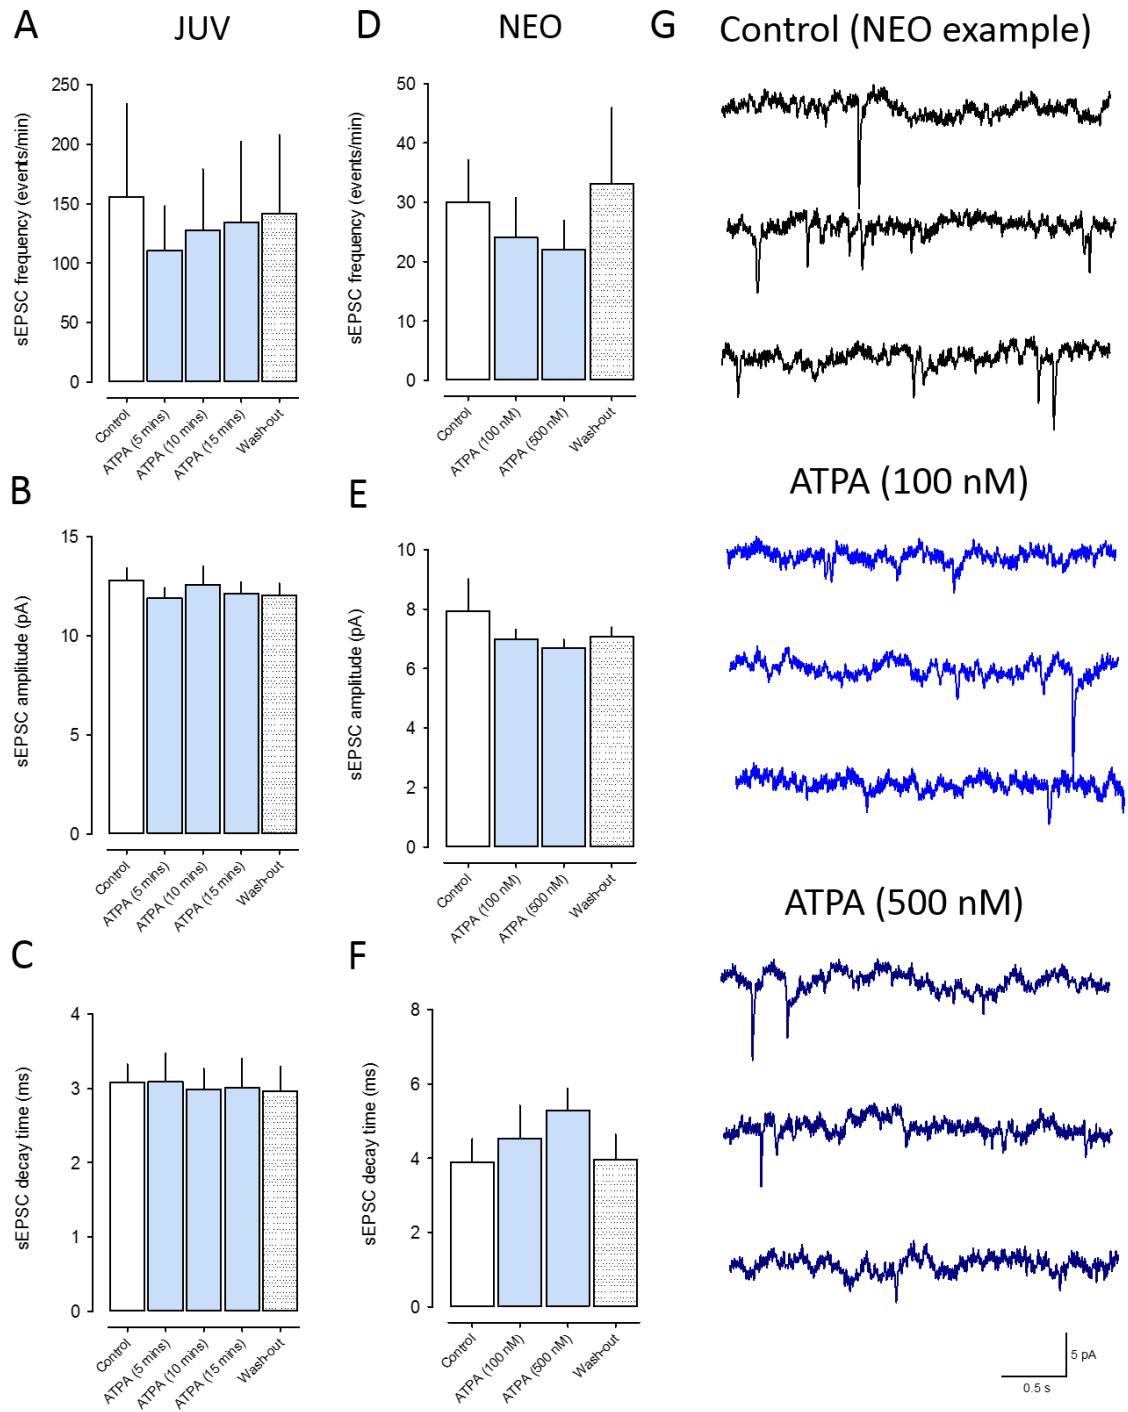 A
JUV
sEPSC frequency (events/min)
250
200
150
100
50
0
Control
ATPA (5 mins)
ATPA (10 mins)
ATPA (15 mins)
Wash-out
B
sEPSC amplitude (pA)
15
10
5
0
Control
ATPA (5 mins)
ATPA (10 mins)
ATPA (15 mins)
Wash-out
C
sEPSC decay time (ms)
4
3
2
1
0
Control
ATPA (5 mins)
ATPA (10 mins)
ATPA (15 mins)
Wash-out
D
NEO
sEPSC frequency (events/min)
50
40
30
20
10
0
Control
ATPA (100 nM)
ATPA (500 nM)
Wash-out
E
sEPSC amplitude (pA)
10
8
6
4
2
0
Control
ATPA (100 nM)
ATPA (500 nM)
Wash-out
F
sEPSC decay time (ms)
8
6
4
2
0
Control
ATPA (100 nM)
ATPA (500 nM)
Wash-out
G
Control (NEO example)
ATPA (100 nM)
ATPA (500 nM)
5 pA
0.5 s